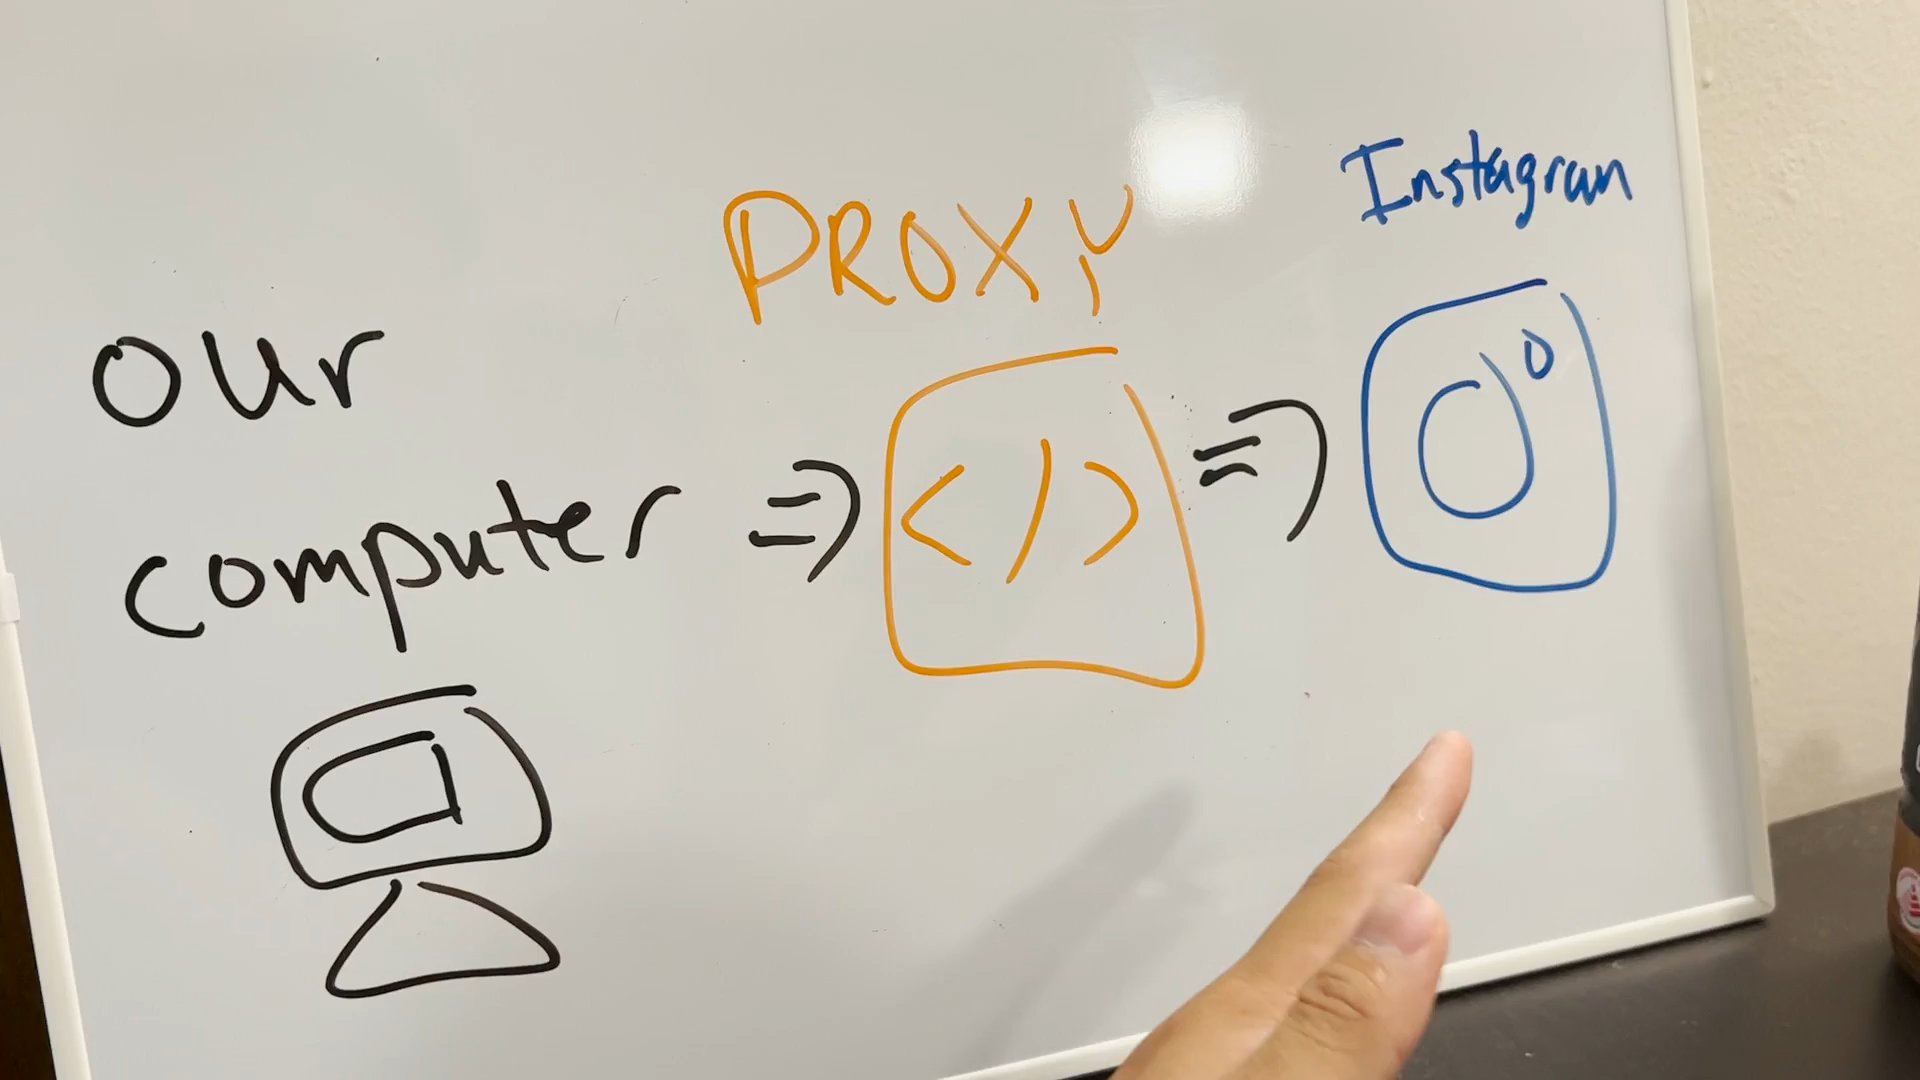 our
computer
=>
PROXY
</>
=>
Instagram